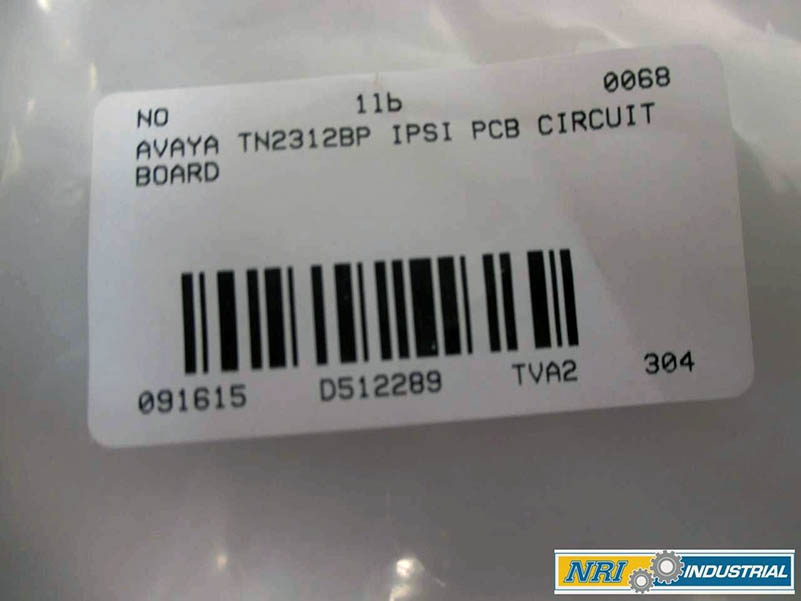 NO 1lb 0068
AVAYA TN2312BP IPSI PCB CIRCUIT
BOARD
091615 D512289 TVA2 304
NRI INDUSTRIAL